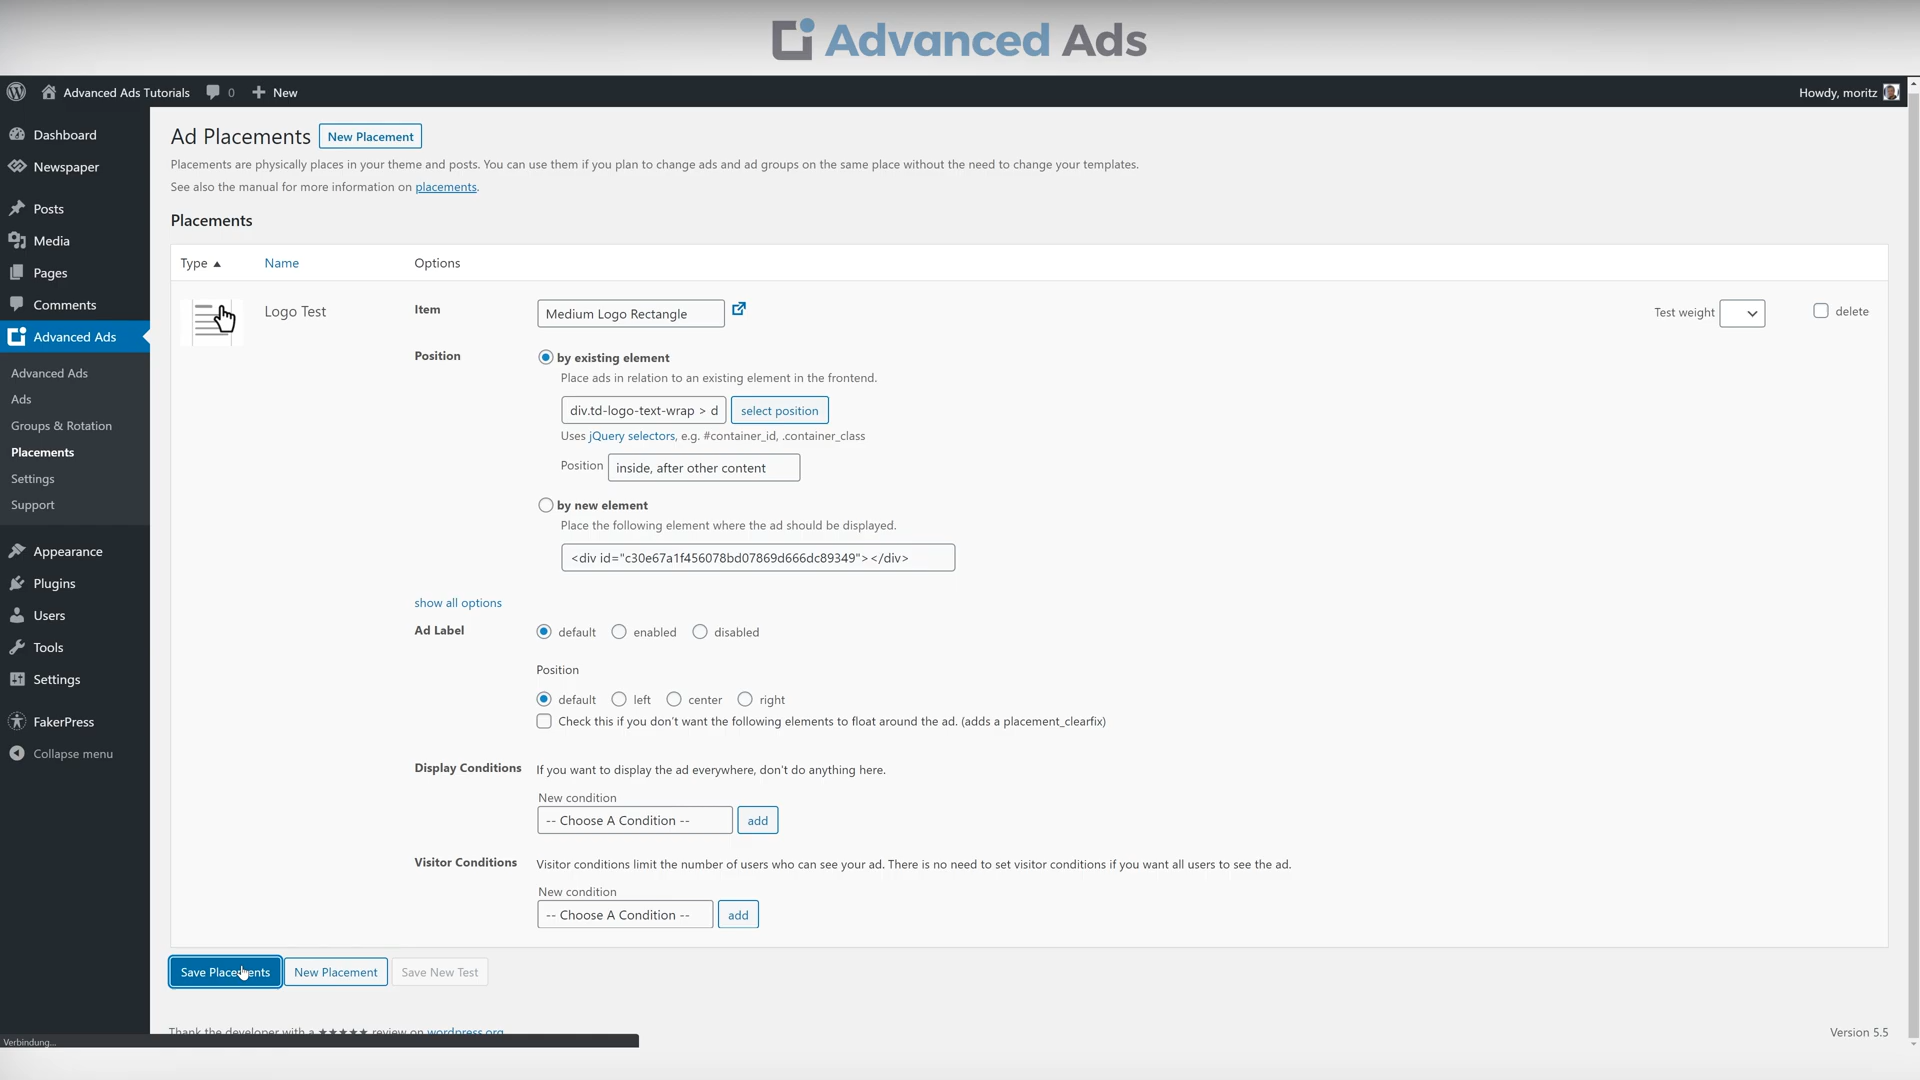 Advanced Ads
Advanced Ads Tutorials 0 New Howdy, moritz
Dashboard
Newspaper
Posts
Media
Pages
Comments
Advanced Ads
Advanced Ads
Ads
Groups & Rotation
Placements
Settings
Support
Appearance
Plugins
Users
Tools
Settings
FakerPress
Collapse menu
Ad Placements New Placement
Placements are physically places in your theme and posts. You can use them if you plan to change ads and ad groups on the same place without the need to change your templates.
See also the manual for more information on placements.
Placements
Type ▲ Name Options
Logo Test Item Medium Logo Rectangle Test weight delete
Position by existing element
Place ads in relation to an existing element in the frontend.
div.td-logo-text-wrap > d select position
Uses jQuery selectors, e.g. #container_id, .container_class
Position inside, after other content
by new element
Place the following element where the ad should be displayed.
<div id="c30e67a1f456078bd07869d666dc89349"></div>
show all options
Ad Label default enabled disabled
Position
default left center right
Check this if you don't want the following elements to float around the ad. (adds a placement_clearfix)
Display Conditions If you want to display the ad everywhere, don't do anything here.
New condition
-- Choose A Condition -- add
Visitor Conditions Visitor conditions limit the number of users who can see your ad. There is no need to set visitor conditions if you want all users to see the ad.
New condition
-- Choose A Condition -- add
Save Placements New Placement Save New Test
Thank the developer with a ★★★★★ review on wordpress.org
Version 5.5
Verbindung...